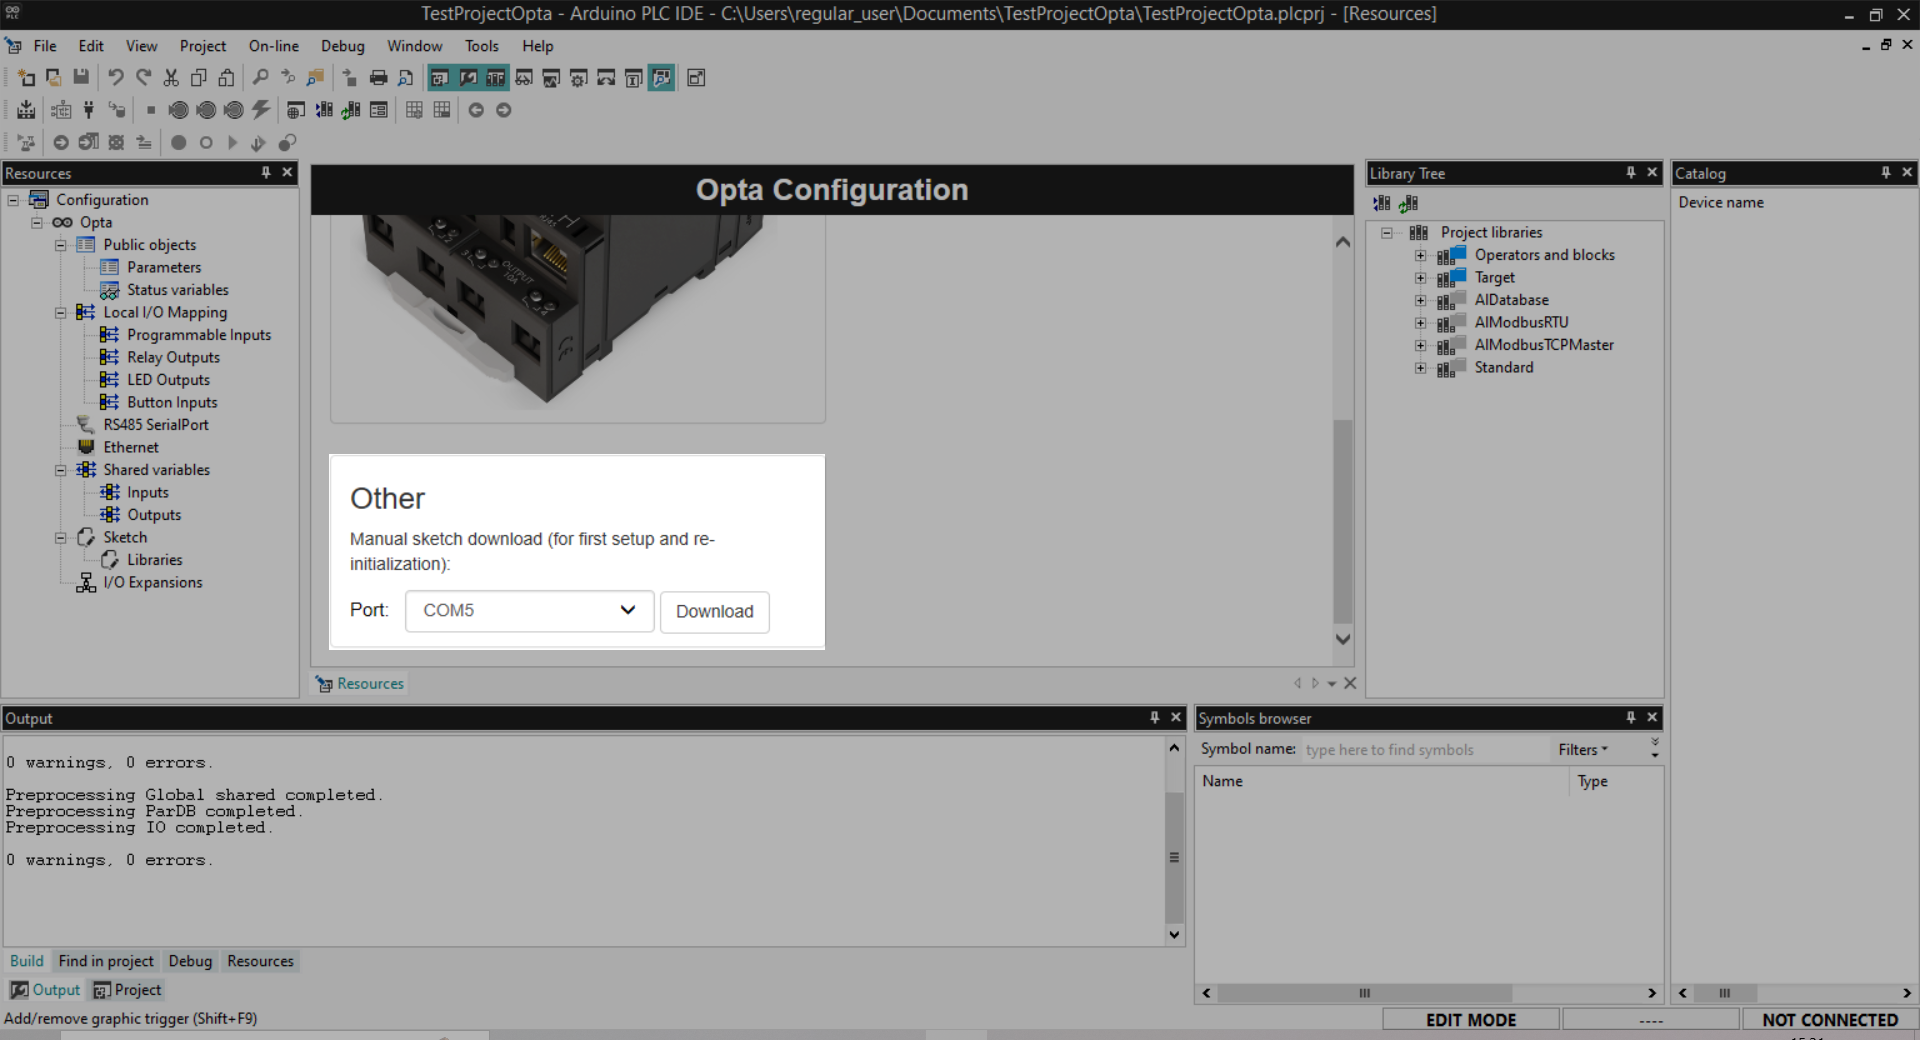 TestProjectOpta - Arduino PLC IDE - C:\Users\regular_user\Documents\TestProjectOpta\TestProjectOpta.plcprj - [Resources]
File Edit View Project On-line Debug Window Tools Help
Resources
Configuration
Opta
Public objects
Parameters
Status variables
Local I/O Mapping
Programmable Inputs
Relay Outputs
LED Outputs
Button Inputs
RS485 SerialPort
Ethernet
Shared variables
Inputs
Outputs
Sketch
Libraries
I/O Expansions
Opta Configuration
OUTPUT
10A
Other
Manual sketch download (for first setup and re-
initialization):
Port: COM5 Download
Resources
Library Tree
Project libraries
Operators and blocks
Target
AlDatabase
AlModbusRTU
AlModbusTCPMaster
Standard
Catalog
Device name
Output
0 warnings, 0 errors.
Preprocessing Global shared completed.
Preprocessing ParDB completed.
Preprocessing IO completed.
0 warnings, 0 errors.
Build Find in project Debug Resources
Output Project
Symbols browser
Symbol name: type here to find symbols Filters
Name Type
Add/remove graphic trigger (Shift+F9)
EDIT MODE ---- NOT CONNECTED